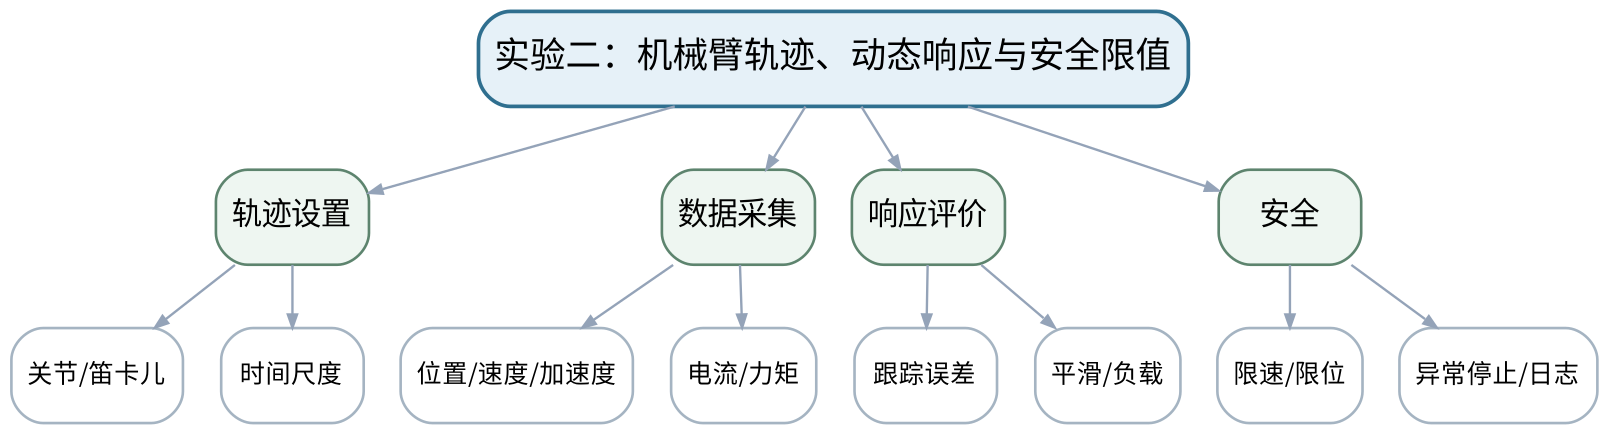 实验二：机械臂轨迹、动态响应与安全限值
轨迹设置
数据采集
响应评价
安全
关节/笛卡儿
时间尺度
位置/速度/加速度
电流/力矩
跟踪误差
平滑/负载
限速/限位
异常停止/日志